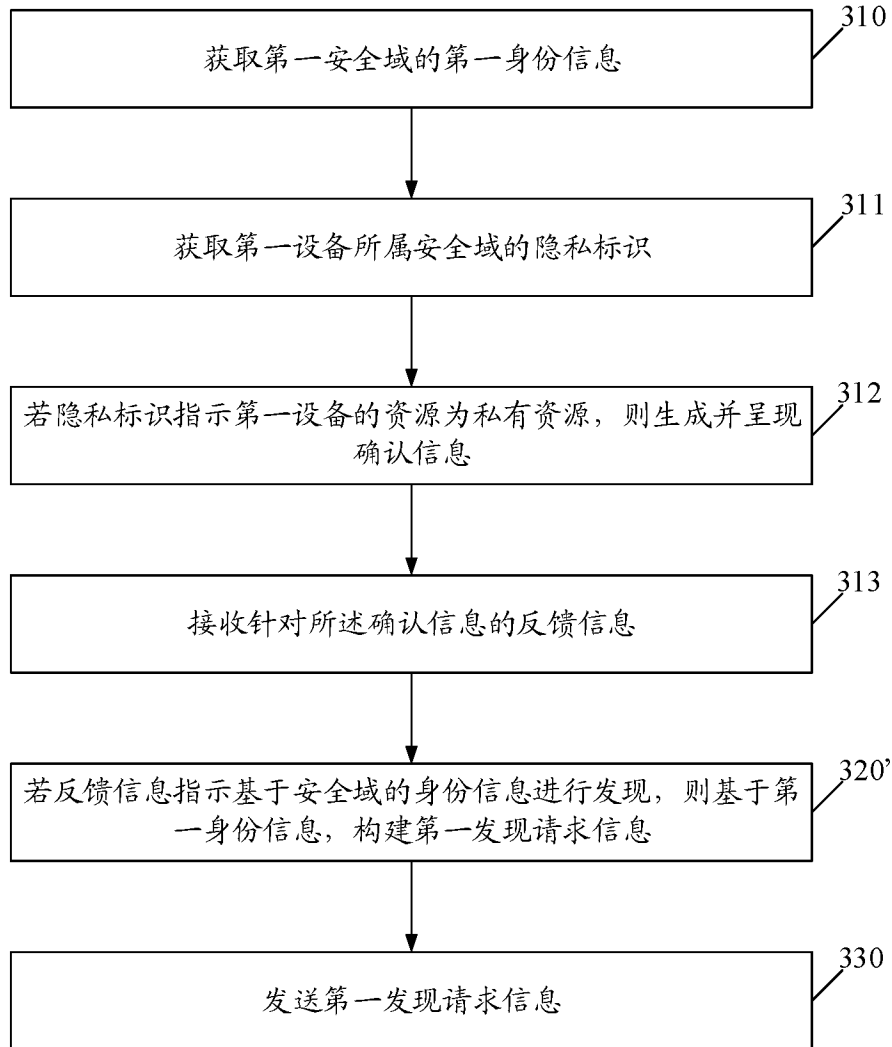 310
获取第一安全域的第一身份信息
311
获取第一设备所属安全域的隐私标识
312
若隐私标识指示第一设备的资源为私有资源，则生成并呈现
确认信息
313
接收针对所述确认信息的反馈信息
320’
若反馈信息指示基于安全域的身份信息进行发现，则基于第
一身份信息，构建第一发现请求信息
330
发送第一发现请求信息